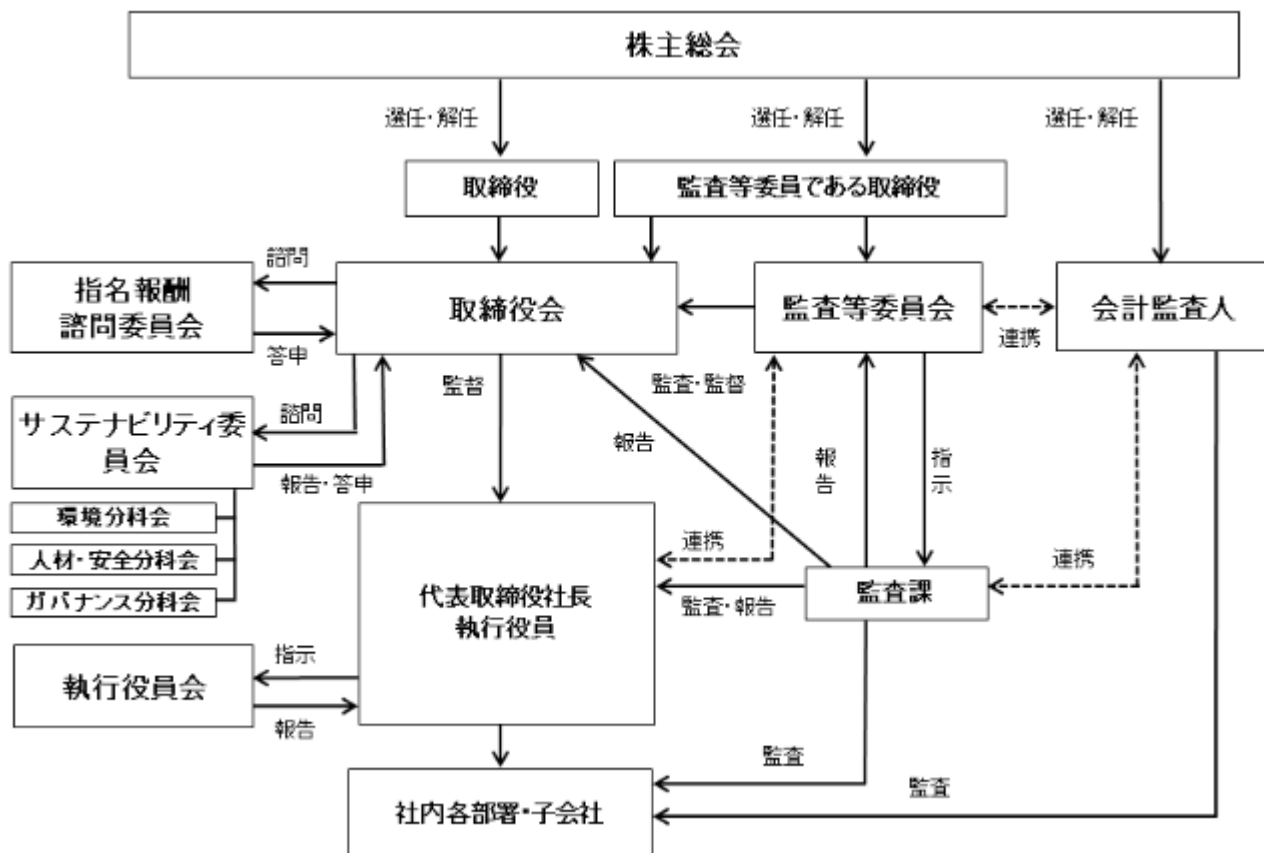 株主総会
選任・解任
選任・解任
選任・解任
取締役
監査等委員である取締役
諮問
指名報酬
諮問委員会
取締役会
監査等委員会
会計監査人
連携
答申
監督
監査・監督
サステナビリティ委
員会
諮問
報告
報告
指示
報告・答申
環境分科会
人材・安全分科会
ガバナンス分科会
連携
連携
代表取締役社長
執行役員
監査・報告
監査課
指示
執行役員会
報告
監査
監査
社内各部署・子会社